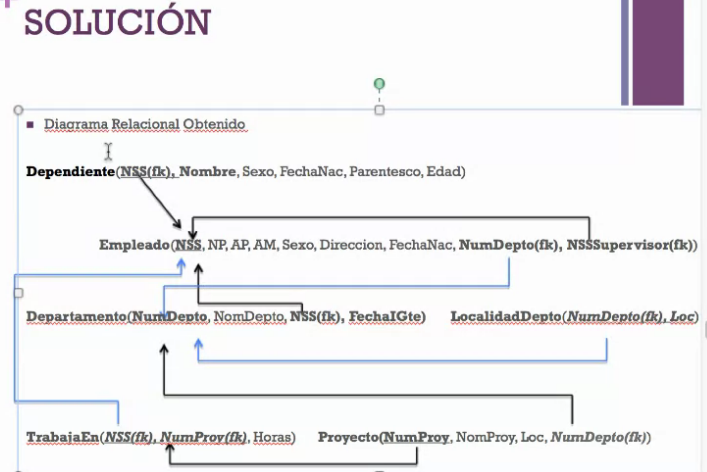 SOLUCIÓN
Diagrama Relacional Obtenido
Dependiente(NSS(fk), Nombre, Sexo, FechaNac, Parentesco, Edad)
Empleado(NSS, NP, AP, AM, Sexo, Direccion, FechaNac, NumDepto(fk), NSSSupervisor(fk))
Departamento(NumDepto, NomDepto, NSS(fk), FechaIGte) LocalidadDepto(NumDepto(fk), Loc)
TrabajaEn(NSS(fk), NumProy(fk), Horas) Proyecto(NumProy, NomProy, Loc, NumDepto(fk))